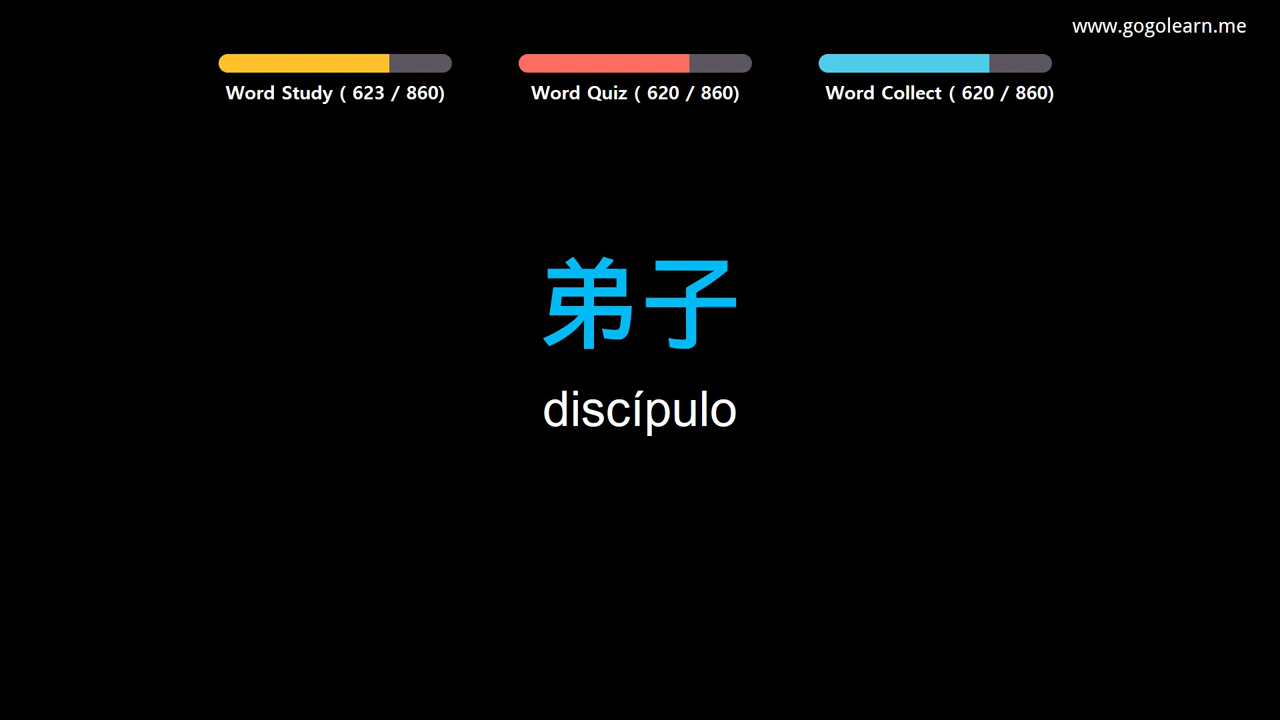 www.gogolearn.me
Word Study ( 623 / 860)
Word Quiz ( 620 / 860)
Word Collect ( 620 / 860)
弟子
discípulo